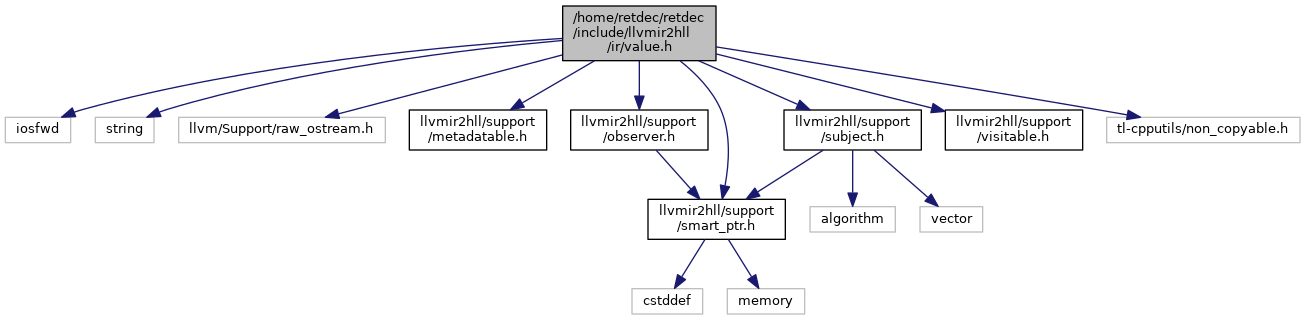 /home/retdec/retdec
/include/llvmir2hll
/ir/value.h
iosfwd
string
llvm/Support/raw_ostream.h
llvmir2hll/support
/metadatable.h
llvmir2hll/support
/observer.h
llvmir2hll/support
/subject.h
llvmir2hll/support
/visitable.h
tl-cpputils/non_copyable.h
llvmir2hll/support
/smart_ptr.h
algorithm
vector
cstddef
memory